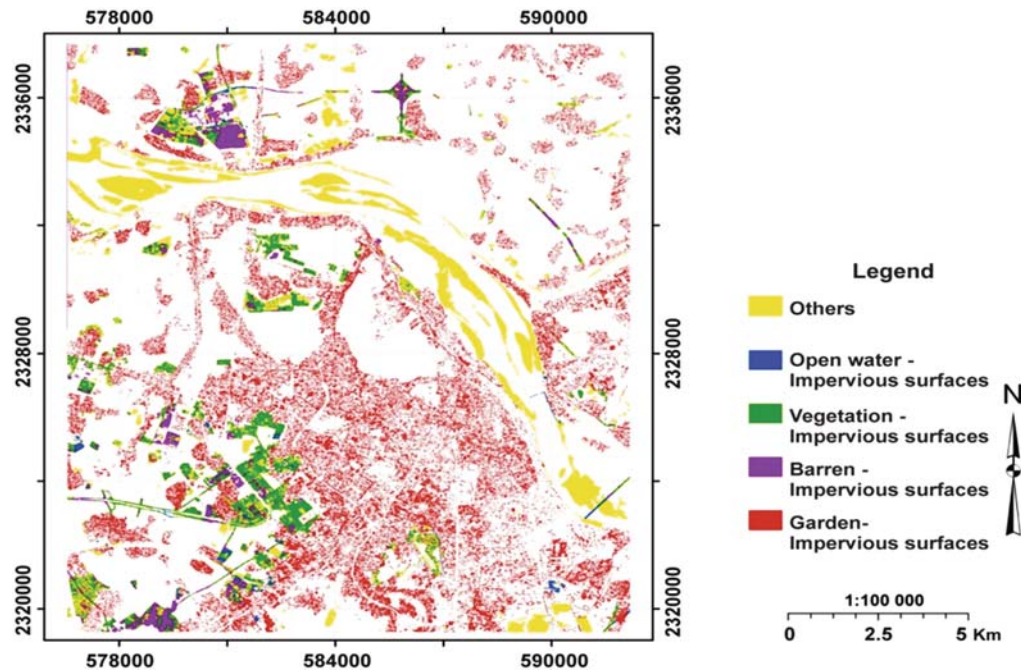 578000 584000 590000
2336000 2336000
2328000 2328000
2320000 2320000
578000 584000 590000
Legend
Others
Open water -
Impervious surfaces
Vegetation -
Impervious surfaces
Barren -
Impervious surfaces
Garden-
Impervious surfaces
N
1:100 000
0 2.5 5 Km